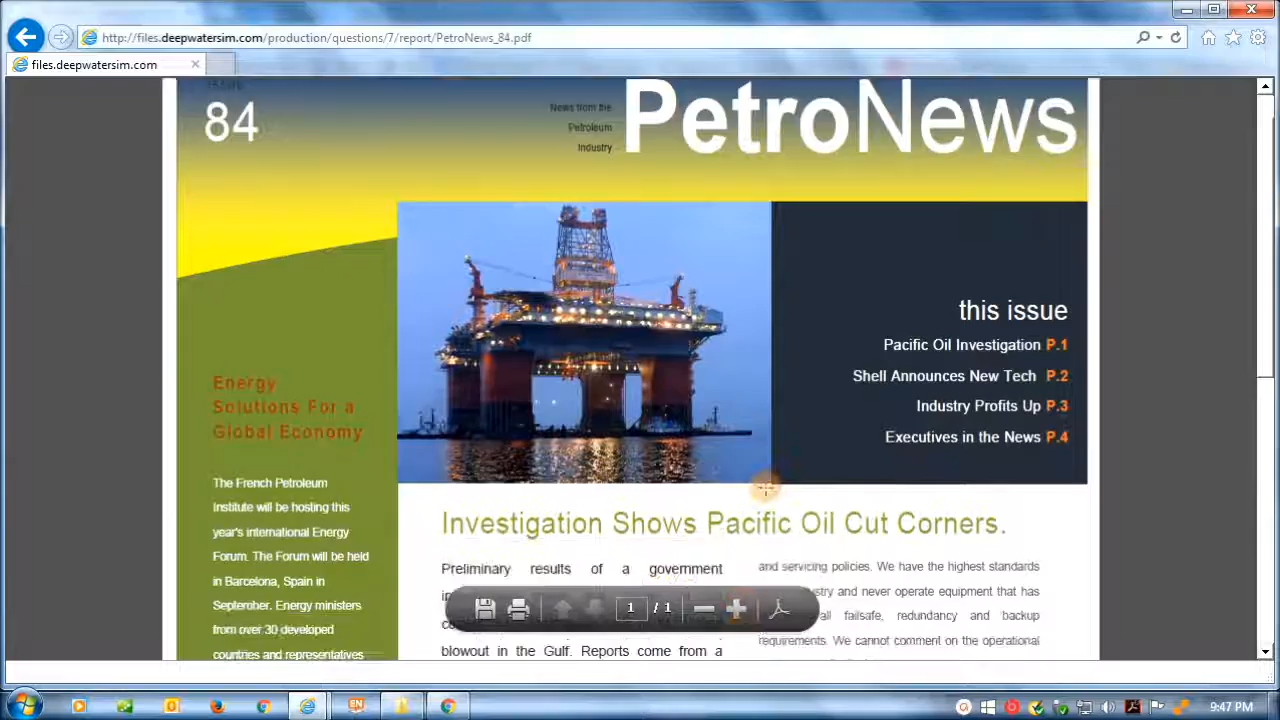 http://files.deepwatersim.com/production/questions/7/report/PetroNews_84.pdf
files.deepwatersim.com
84
News from the
Petroleum
Industry
PetroNews
this issue
Pacific Oil Investigation P.1
Shell Announces New Tech P.2
Industry Profits Up P.3
Executives in the News P.4
Energy
Solutions For a
Global Economy
The French Petroleum
Institute will be hosting this
year's international Energy
Forum. The Forum will be held
in Barcelona, Spain in
September. Energy ministers
from over 30 developed
countries and representatives
Investigation Shows Pacific Oil Cut Corners.
Preliminary results of a government
blowout in the Gulf. Reports come from a
and servicing policies. We have the highest standards
and never operate equipment that has
failsafe, redundancy and backup
requirements. We cannot comment on the operational
1 / 1
EN
9:47 PM